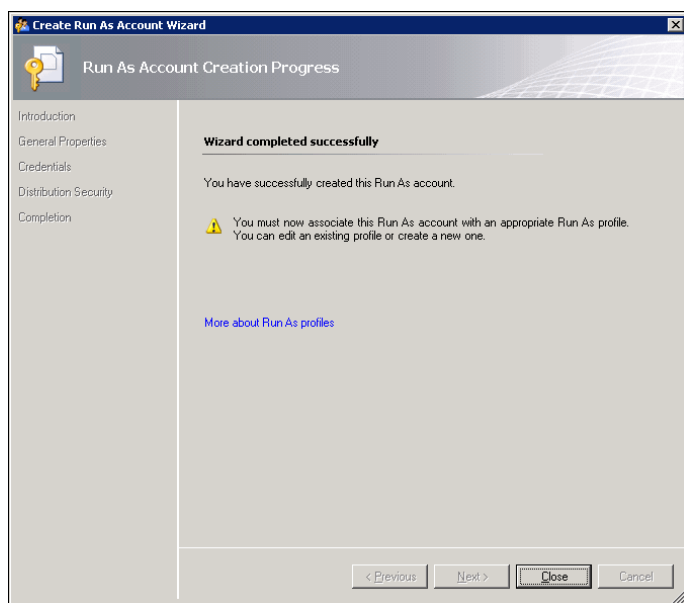 Create Run As Account Wizard
Run As Account Creation Progress
Introduction
General Properties
Credentials
Distribution Security
Completion
Wizard completed successfully
You have successfully created this Run As account.
You must now associate this Run As account with an appropriate Run As profile.
You can edit an existing profile or create a new one.
More about Run As profiles
< Previous
Next >
Close
Cancel